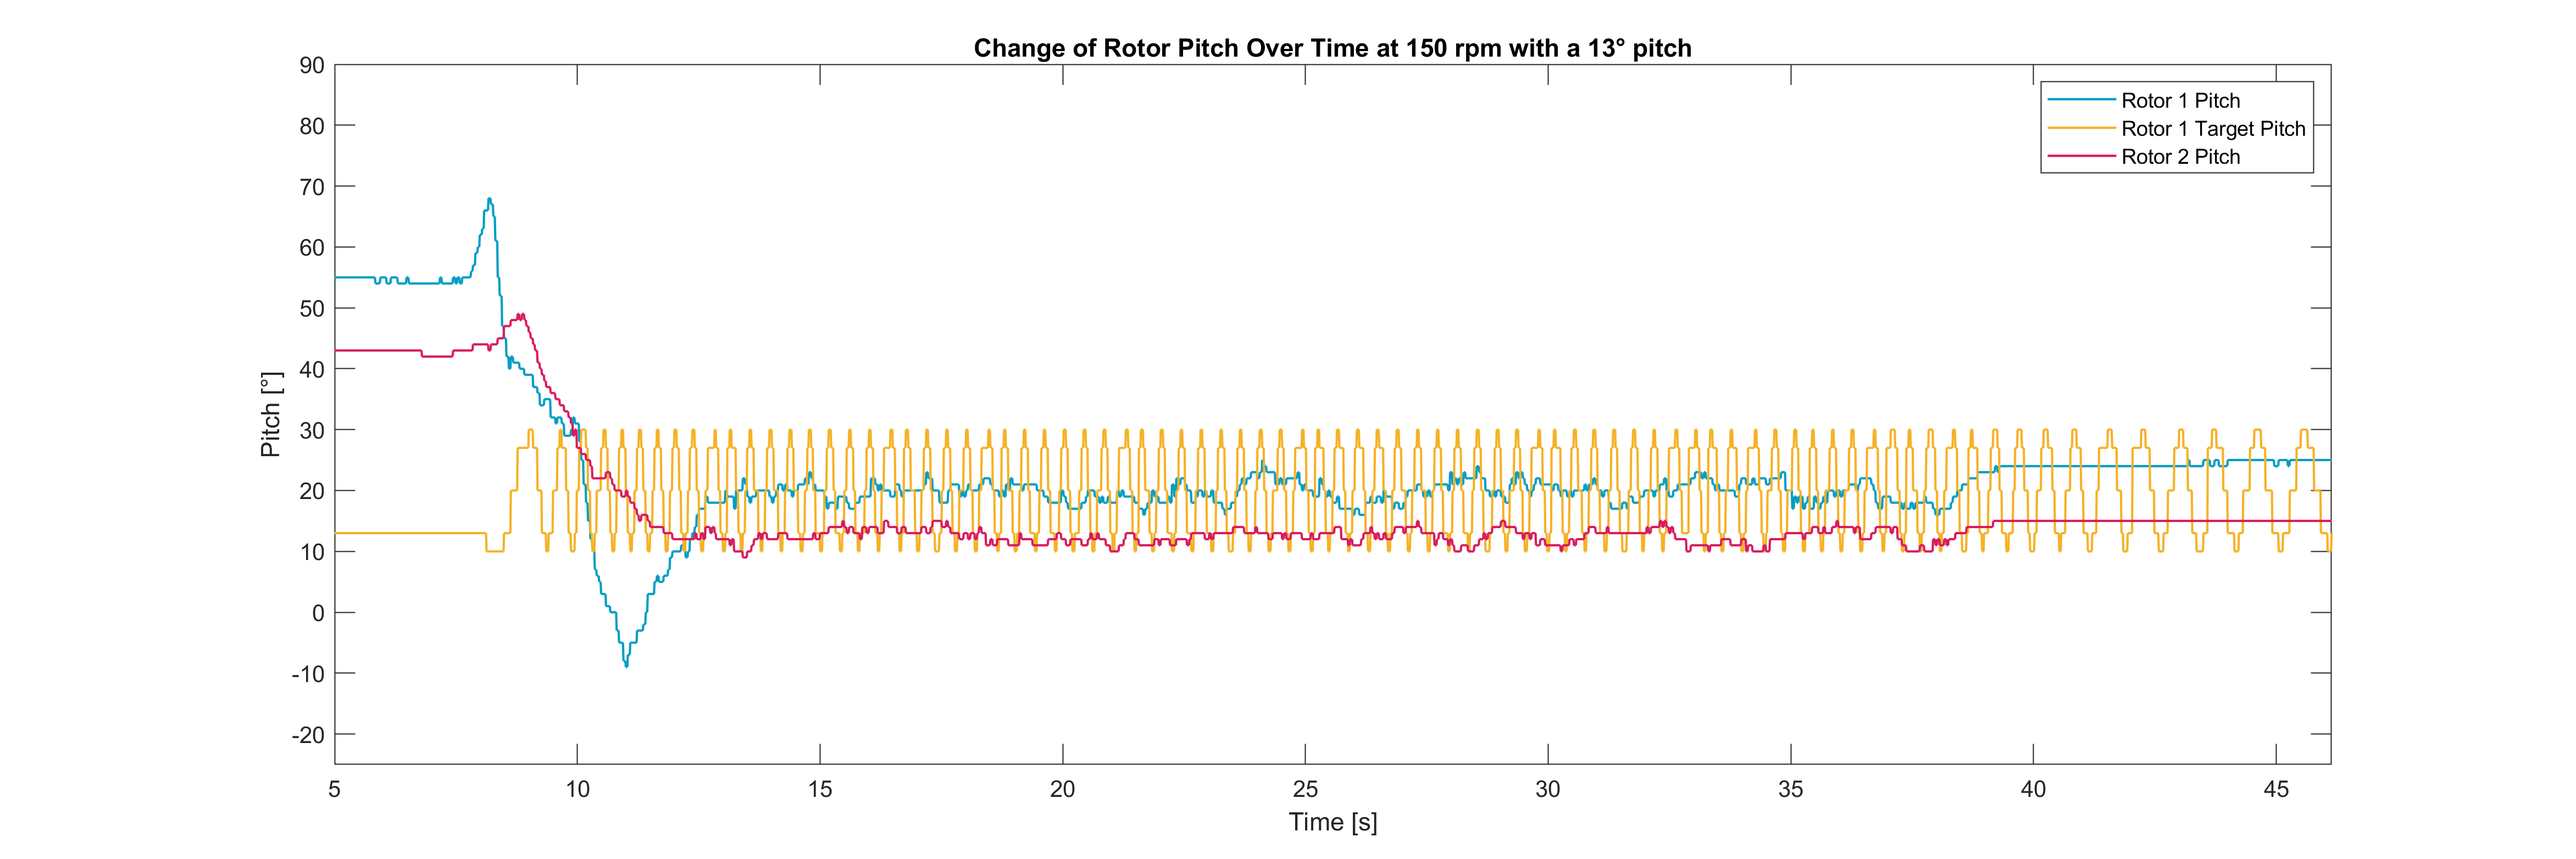 Change of Rotor Pitch Over Time at 150 rpm with a 13° pitch
90
80
70
60
50
40
30
20
10
0
-10
-20
Pitch [°]
Rotor 1 Pitch
Rotor 1 Target Pitch
Rotor 2 Pitch
5 10 15 20 25 30 35 40 45
Time [s]